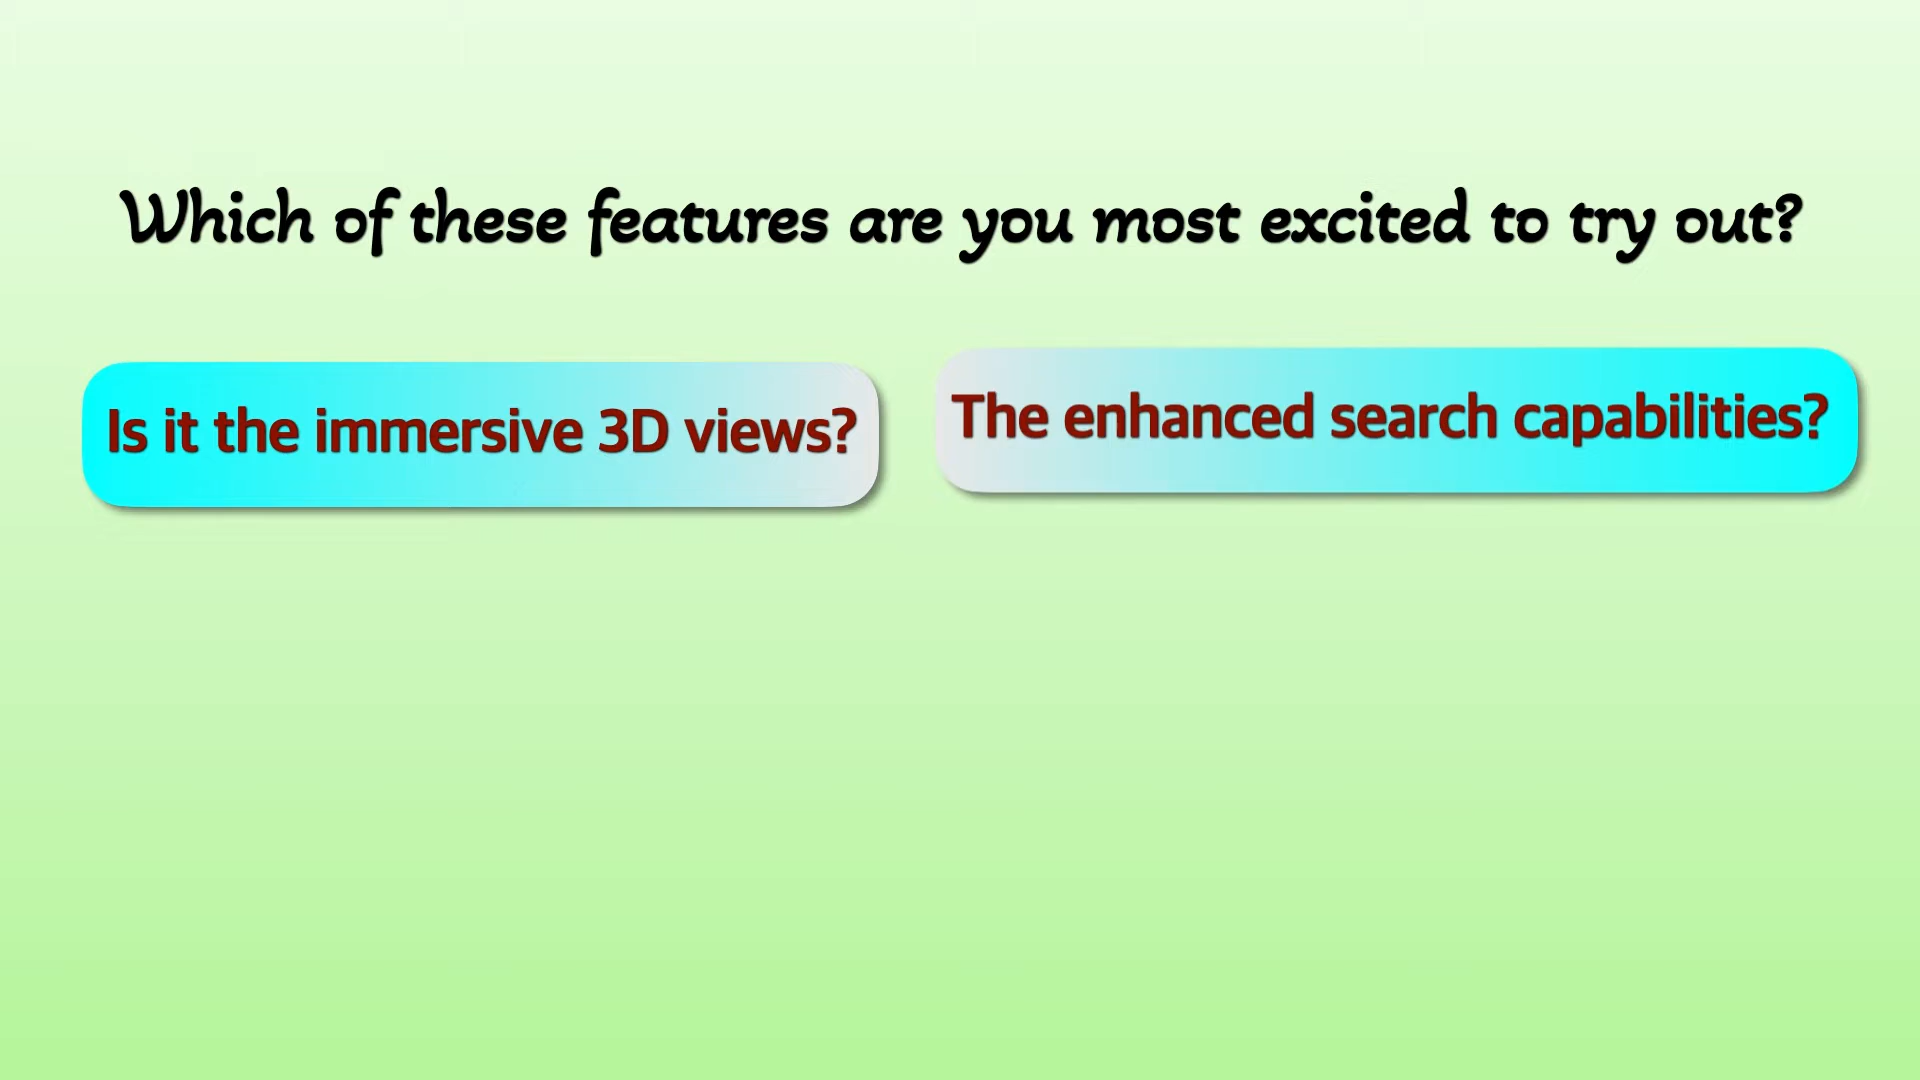 Which of these features are you most excited to try out?
Is it the immersive 3D views?
The enhanced search capabilities?